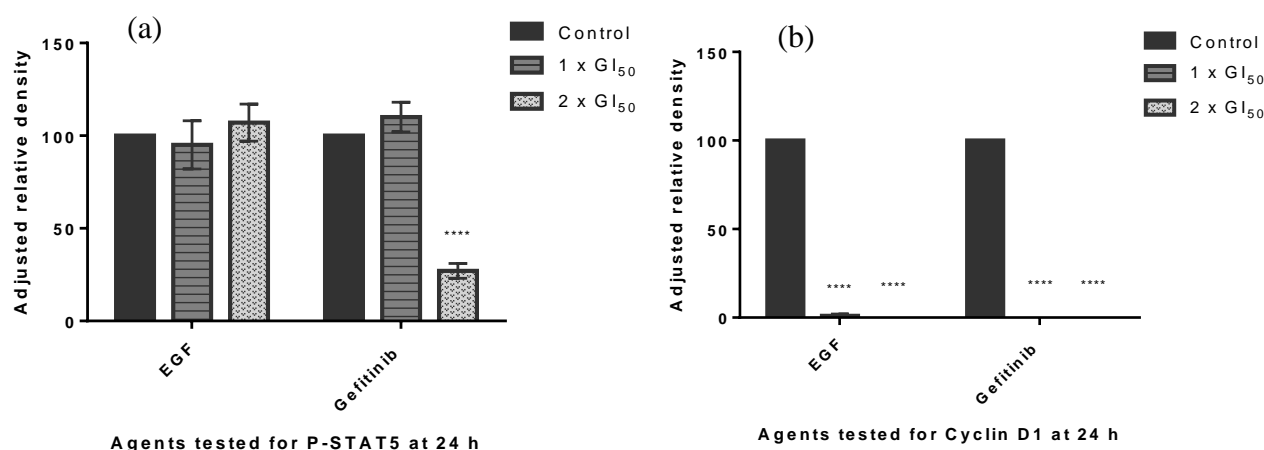 (a)
Control
1 x GI50
2 x GI50
Adjusted relative density
150
100
50
0
****
EGF
Gefitinib
Agents tested for P-STAT5 at 24 h
(b)
Control
1 x GI50
2 x GI50
Adjusted relative density
150
100
50
0
**** ****
**** ****
EGF
Gefitinib
Agents tested for Cyclin D1 at 24 h